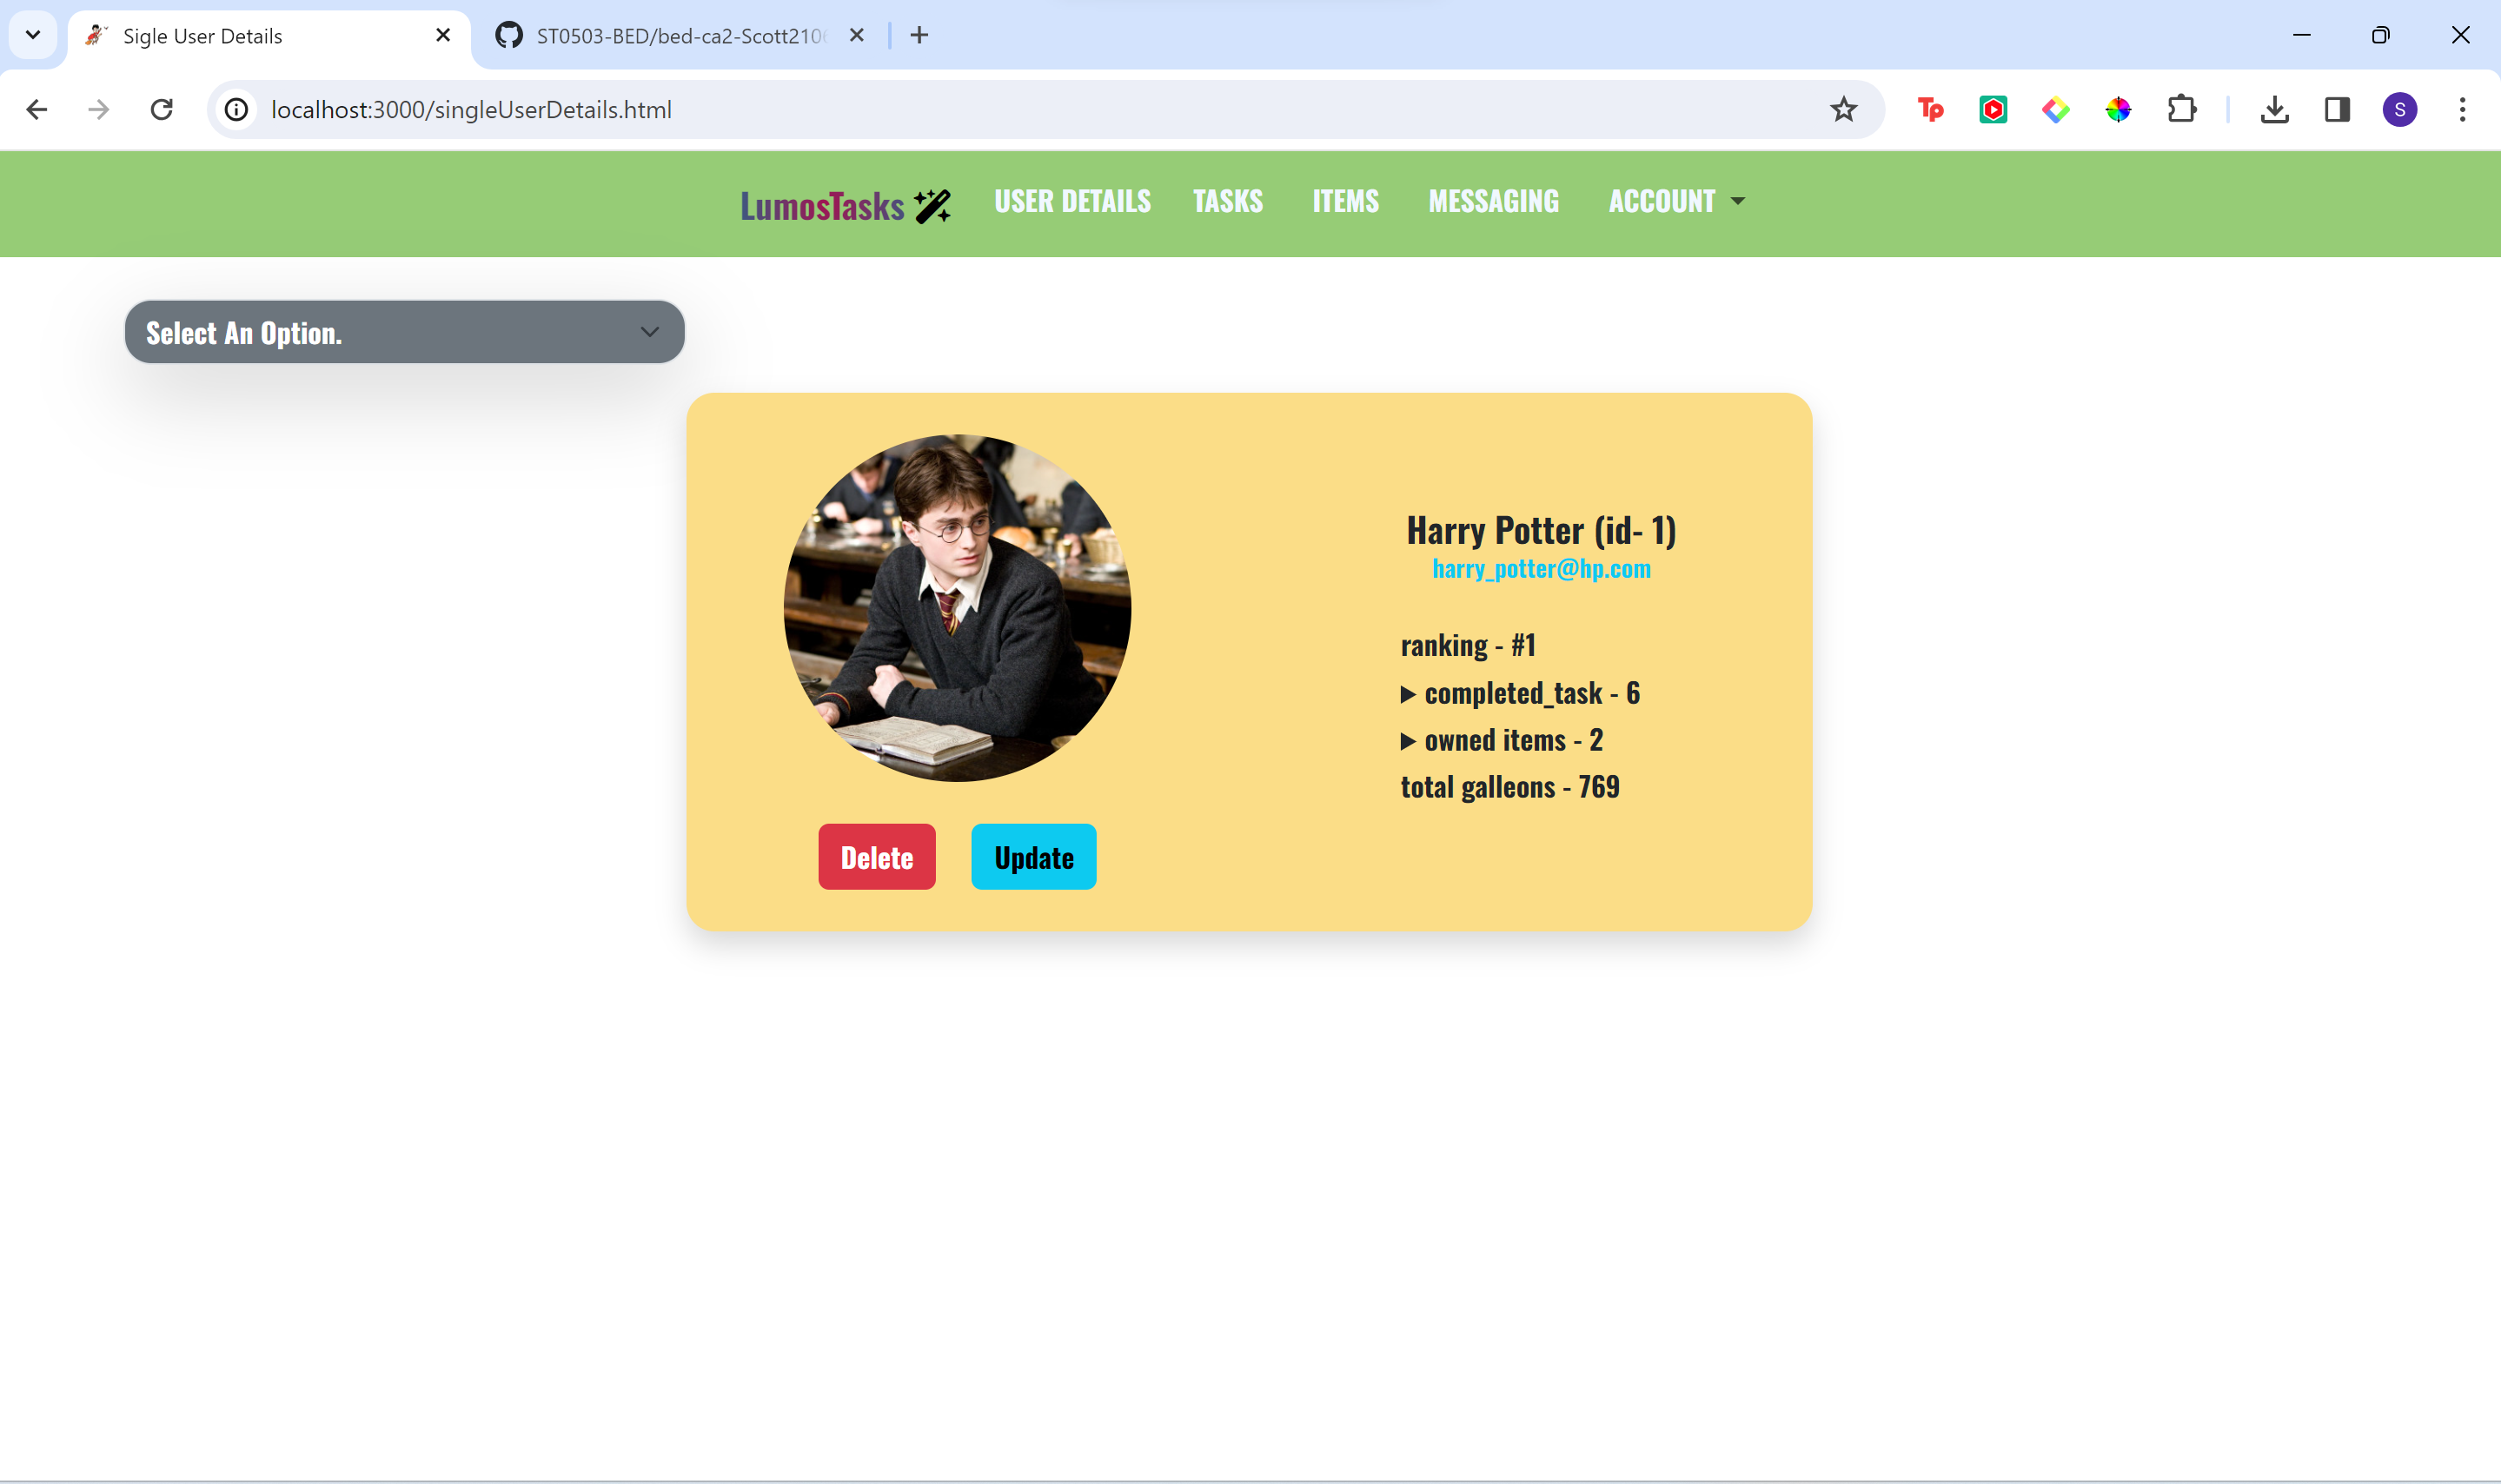 Sigle User Details
ST0503-BED/bed-ca2-Scott210
localhost:3000/singleUserDetails.html
Tp
S
LumosTasks
USER DETAILS
TASKS
ITEMS
MESSAGING
ACCOUNT
Select An Option.
Harry Potter (id- 1)
harry_potter@hp.com
ranking - #1
completed_task - 6
owned items - 2
total galleons - 769
Delete
Update